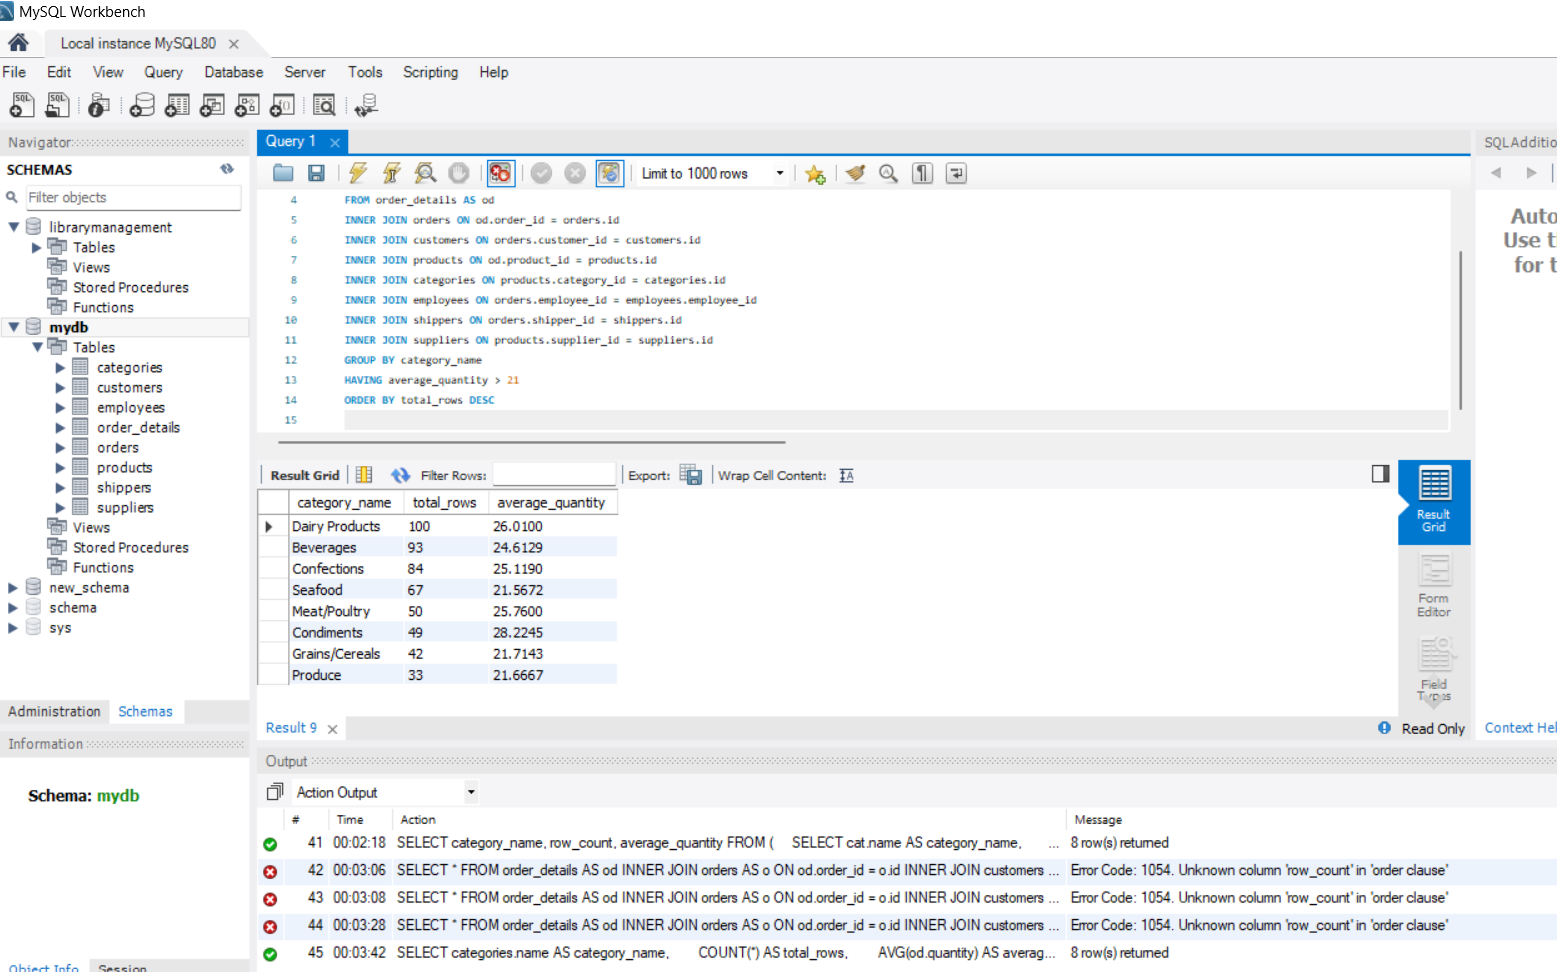 MySQL Workbench
Local instance MySQL80
File Edit View Query Database Server Tools Scripting Help
Navigator
SCHEMAS
Filter objects
librarymanagement
Tables
Views
Stored Procedures
Functions
mydb
Tables
categories
customers
employees
order_details
orders
products
shippers
suppliers
Views
Stored Procedures
Functions
new_schema
schema
sys
Administration Schemas
Information
Schema: mydb
Object Info Session
Query 1
Limit to 1000 rows
4 FROM order_details AS od
5 INNER JOIN orders ON od.order_id = orders.id
6 INNER JOIN customers ON orders.customer_id = customers.id
7 INNER JOIN products ON od.product_id = products.id
8 INNER JOIN categories ON products.category_id = categories.id
9 INNER JOIN employees ON orders.employee_id = employees.employee_id
10 INNER JOIN shippers ON orders.shipper_id = shippers.id
11 INNER JOIN suppliers ON products.supplier_id = suppliers.id
12 GROUP BY category_name
13 HAVING average_quantity > 21
14 ORDER BY total_rows DESC
15
Result Grid Filter Rows: Export: Wrap Cell Content:
category_name total_rows average_quantity
Dairy Products 100 26.0100
Beverages 93 24.6129
Confections 84 25.1190
Seafood 67 21.5672
Meat/Poultry 50 25.7600
Condiments 49 28.2245
Grains/Cereals 42 21.7143
Produce 33 21.6667
Result Grid
Form Editor
Field Types
Result 9
Read Only
SQLAdditio
Auto
Use t
for t
Context Hel
Output
Action Output
# Time Action Message
41 00:02:18 SELECT category_name, row_count, average_quantity FROM ( SELECT cat.name AS category_name, ... 8 row(s) returned
42 00:03:06 SELECT * FROM order_details AS od INNER JOIN orders AS o ON od.order_id = o.id INNER JOIN customers ... Error Code: 1054. Unknown column 'row_count' in 'order clause'
43 00:03:08 SELECT * FROM order_details AS od INNER JOIN orders AS o ON od.order_id = o.id INNER JOIN customers ... Error Code: 1054. Unknown column 'row_count' in 'order clause'
44 00:03:28 SELECT * FROM order_details AS od INNER JOIN orders AS o ON od.order_id = o.id INNER JOIN customers ... Error Code: 1054. Unknown column 'row_count' in 'order clause'
45 00:03:42 SELECT categories.name AS category_name, COUNT(*) AS total_rows, AVG(od.quantity) AS averag... 8 row(s) returned